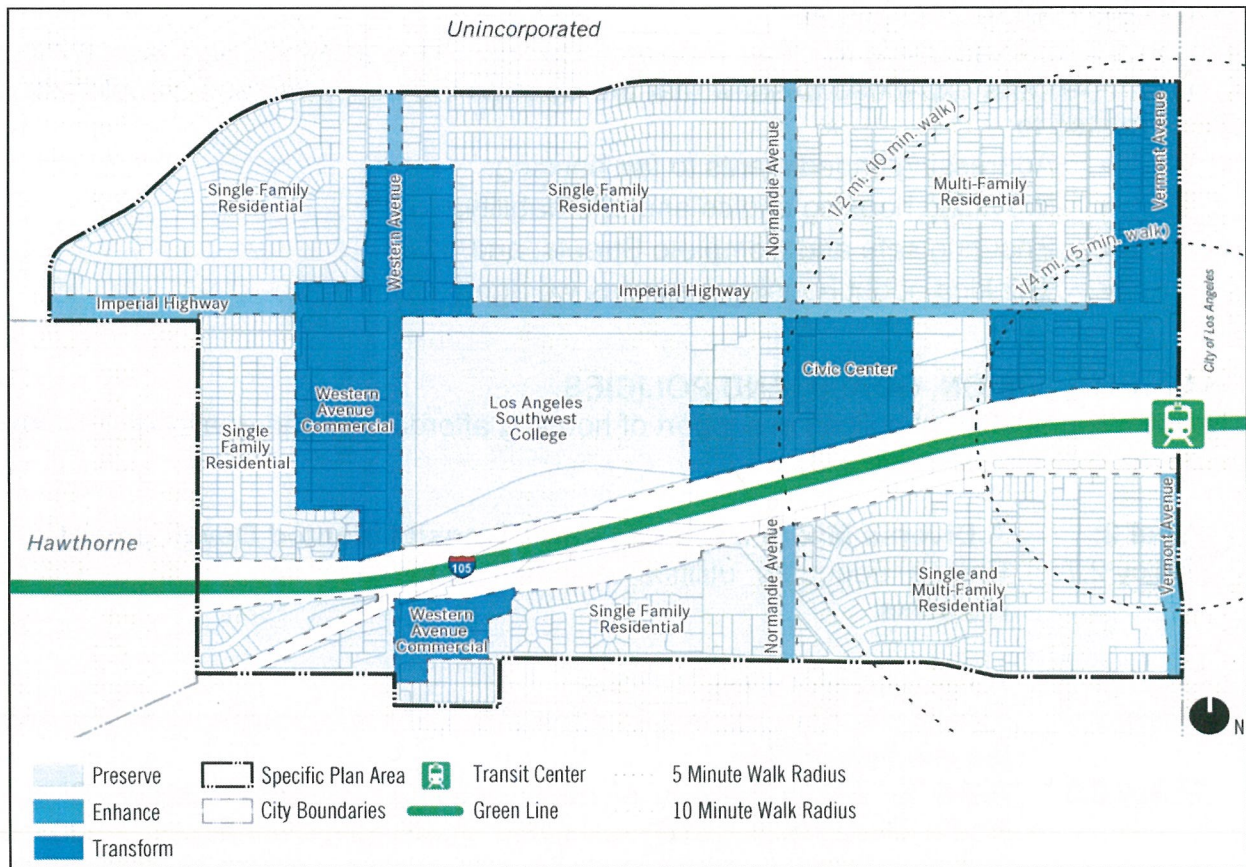 Unincorporated
1/2 mi. (10 min. walk)
Single Family
Residential
Western Avenue
Single Family
Residential
Normandie Avenue
Multi-Family
Residential
Vermont Avenue
1/4 mi. (5 min. walk)
Imperial Highway
Imperial Highway
City of Los Angeles
Civic Center
Western
Avenue
Commercial
Los Angeles
Southwest
College
Single
Family
Residential
Hawthorne
105
Normandie Avenue
Single and
Multi-Family
Residential
Vermont Avenue
Western
Avenue
Commercial
Single Family
Residential
N
Preserve
Specific Plan Area
Transit Center
5 Minute Walk Radius
Enhance
City Boundaries
Green Line
10 Minute Walk Radius
Transform